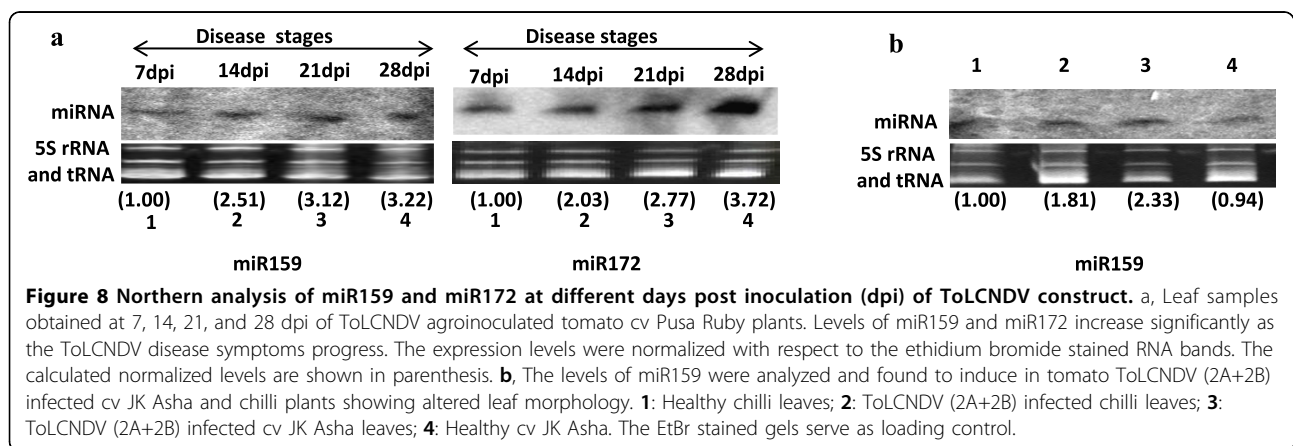 a
Disease stages
Disease stages
b
7dpi 14dpi 21dpi 28dpi
7dpi 14dpi 21dpi 28dpi
1 2 3 4
miRNA
miRNA
5S rRNA
and tRNA
5S rRNA
and tRNA
(1.00) (2.51) (3.12) (3.22)
(1.00) (2.03) (2.77) (3.72)
(1.00) (1.81) (2.33) (0.94)
1 2 3 4
1 2 3 4
miR159
miR172
miR159
Figure 8 Northern analysis of miR159 and miR172 at different days post inoculation (dpi) of ToLCNDV construct. a, Leaf samples
obtained at 7, 14, 21, and 28 dpi of ToLCNDV agroinoculated tomato cv Pusa Ruby plants. Levels of miR159 and miR172 increase significantly as
the ToLCNDV disease symptoms progress. The expression levels were normalized with respect to the ethidium bromide stained RNA bands. The
calculated normalized levels are shown in parenthesis. b, The levels of miR159 were analyzed and found to induce in tomato ToLCNDV (2A+2B)
infected cv JK Asha and chilli plants showing altered leaf morphology. 1: Healthy chilli leaves; 2: ToLCNDV (2A+2B) infected chilli leaves; 3:
ToLCNDV (2A+2B) infected cv JK Asha leaves; 4: Healthy cv JK Asha. The EtBr stained gels serve as loading control.